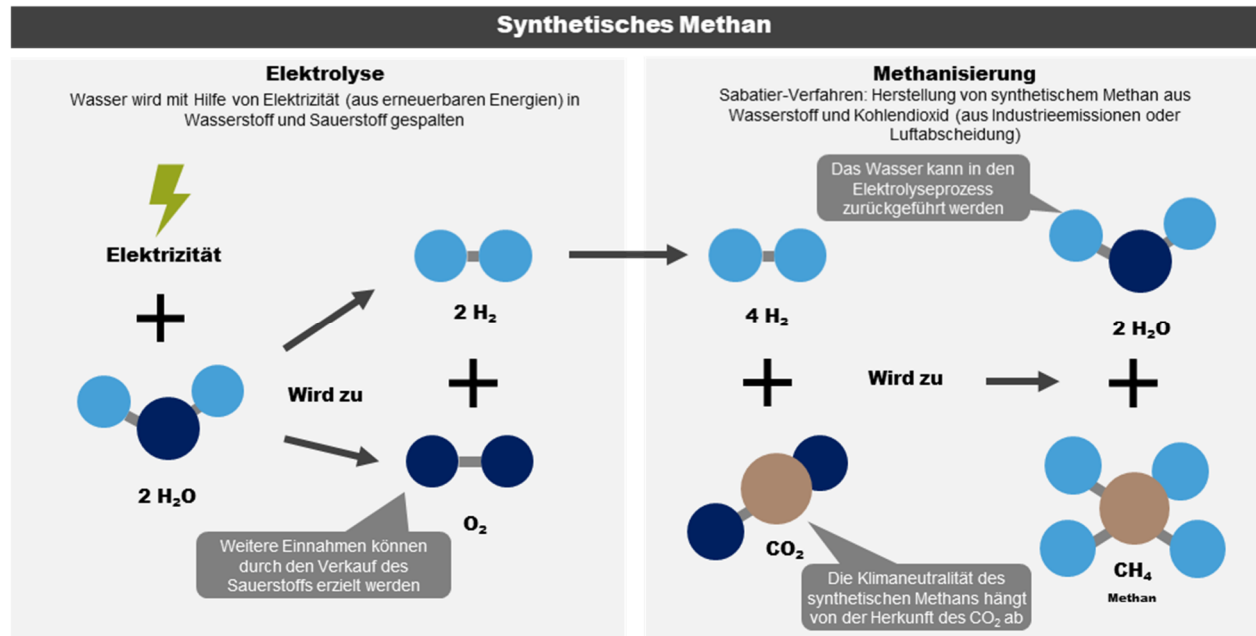 Synthetisches Methan
Elektrolyse
Wasser wird mit Hilfe von Elektrizität (aus erneuerbaren Energien) in
Wasserstoff und Sauerstoff gespalten
Elektrizität
+
2 H₂O
Wird zu
2 H₂
+
O₂
Weitere Einnahmen können
durch den Verkauf des
Sauerstoffs erzielt werden
Methanisierung
Sabatier-Verfahren: Herstellung von synthetischem Methan aus
Wasserstoff und Kohlendioxid (aus Industrieemissionen oder
Luftabscheidung)
Das Wasser kann in den
Elektrolyseprozess
zurückgeführt werden
4 H₂
+
CO₂
Wird zu
2 H₂O
+
CH₄
Methan
Die Klimaneutralität des
synthetischen Methans hängt
von der Herkunft des CO₂ ab